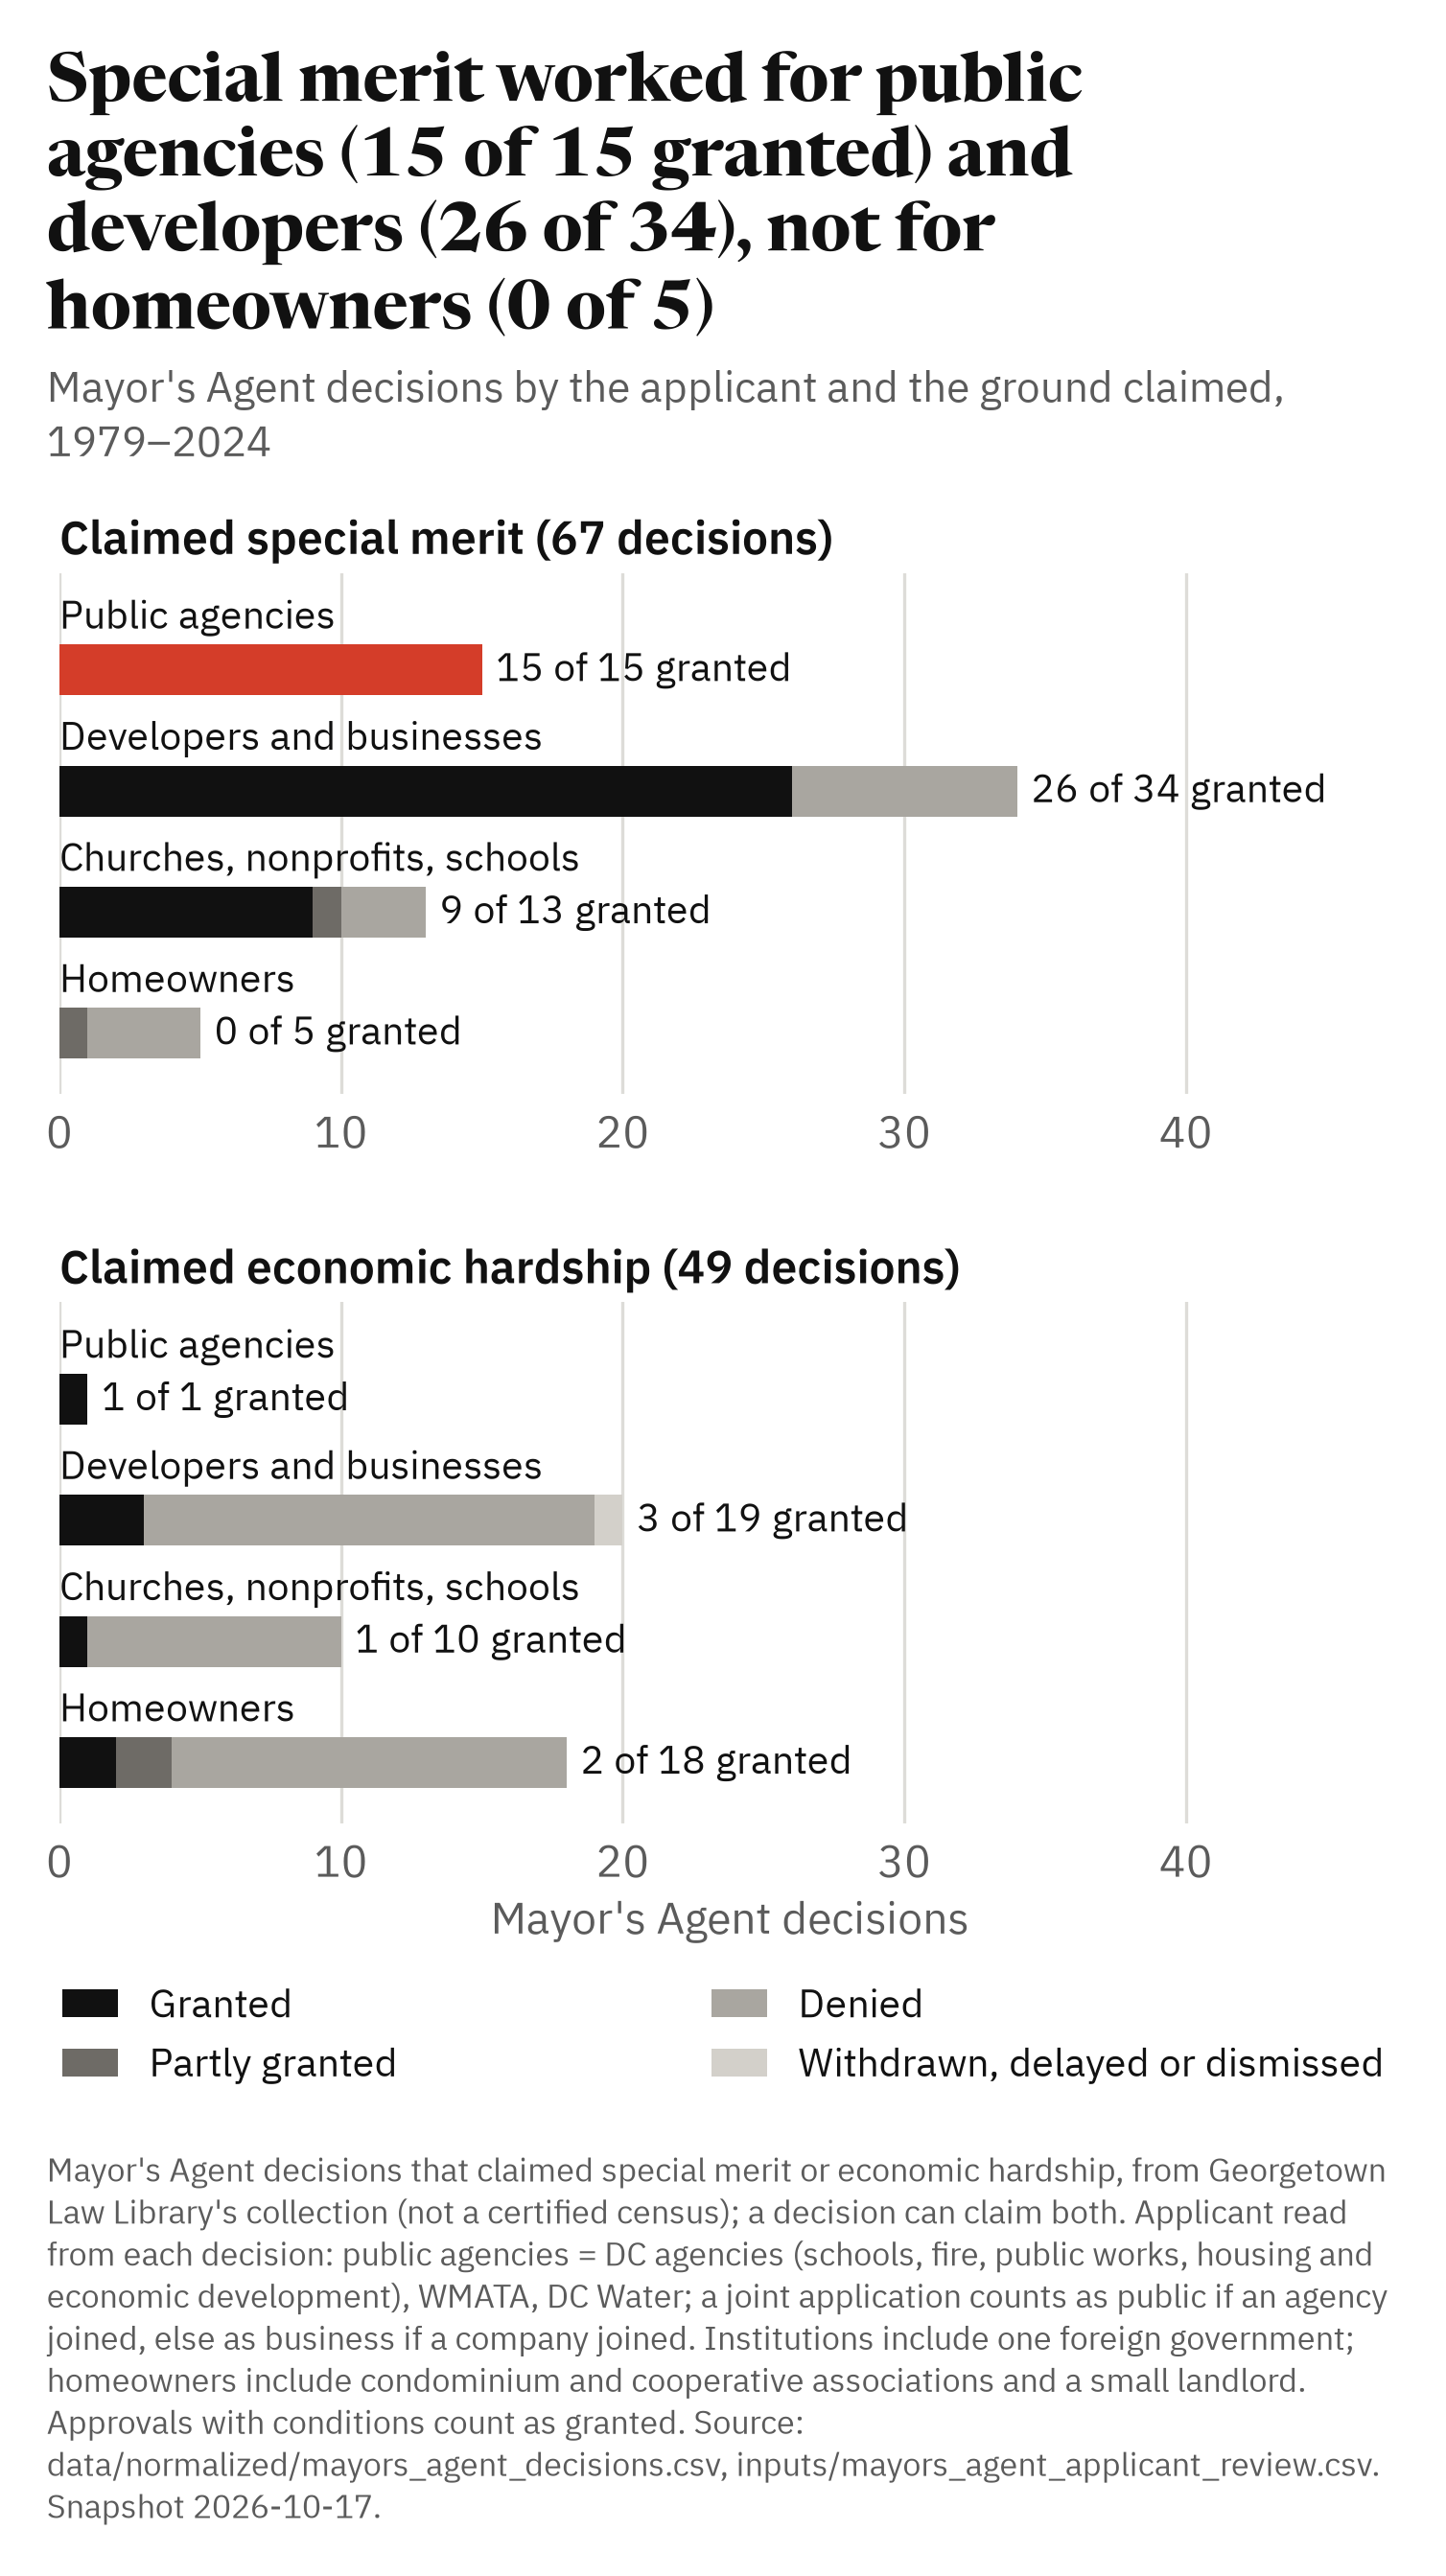 Special merit worked for public
agencies (15 of 15 granted) and
developers (26 of 34), not for
homeowners (0 of 5)
Mayor's Agent decisions by the applicant and the ground claimed,
1979–2024
Claimed special merit (67 decisions)
Public agencies
15 of 15 granted
Developers and businesses
26 of 34 granted
Churches, nonprofits, schools
9 of 13 granted
Homeowners
0 of 5 granted
0 10 20 30 40
Claimed economic hardship (49 decisions)
Public agencies
1 of 1 granted
Developers and businesses
3 of 19 granted
Churches, nonprofits, schools
1 of 10 granted
Homeowners
2 of 18 granted
0 10 20 30 40
Mayor's Agent decisions
Granted
Denied
Partly granted
Withdrawn, delayed or dismissed
Mayor's Agent decisions that claimed special merit or economic hardship, from Georgetown
Law Library's collection (not a certified census); a decision can claim both. Applicant read
from each decision: public agencies = DC agencies (schools, fire, public works, housing and
economic development), WMATA, DC Water; a joint application counts as public if an agency
joined, else as business if a company joined. Institutions include one foreign government;
homeowners include condominium and cooperative associations and a small landlord.
Approvals with conditions count as granted. Source:
data/normalized/mayors_agent_decisions.csv, inputs/mayors_agent_applicant_review.csv.
Snapshot 2026-10-17.